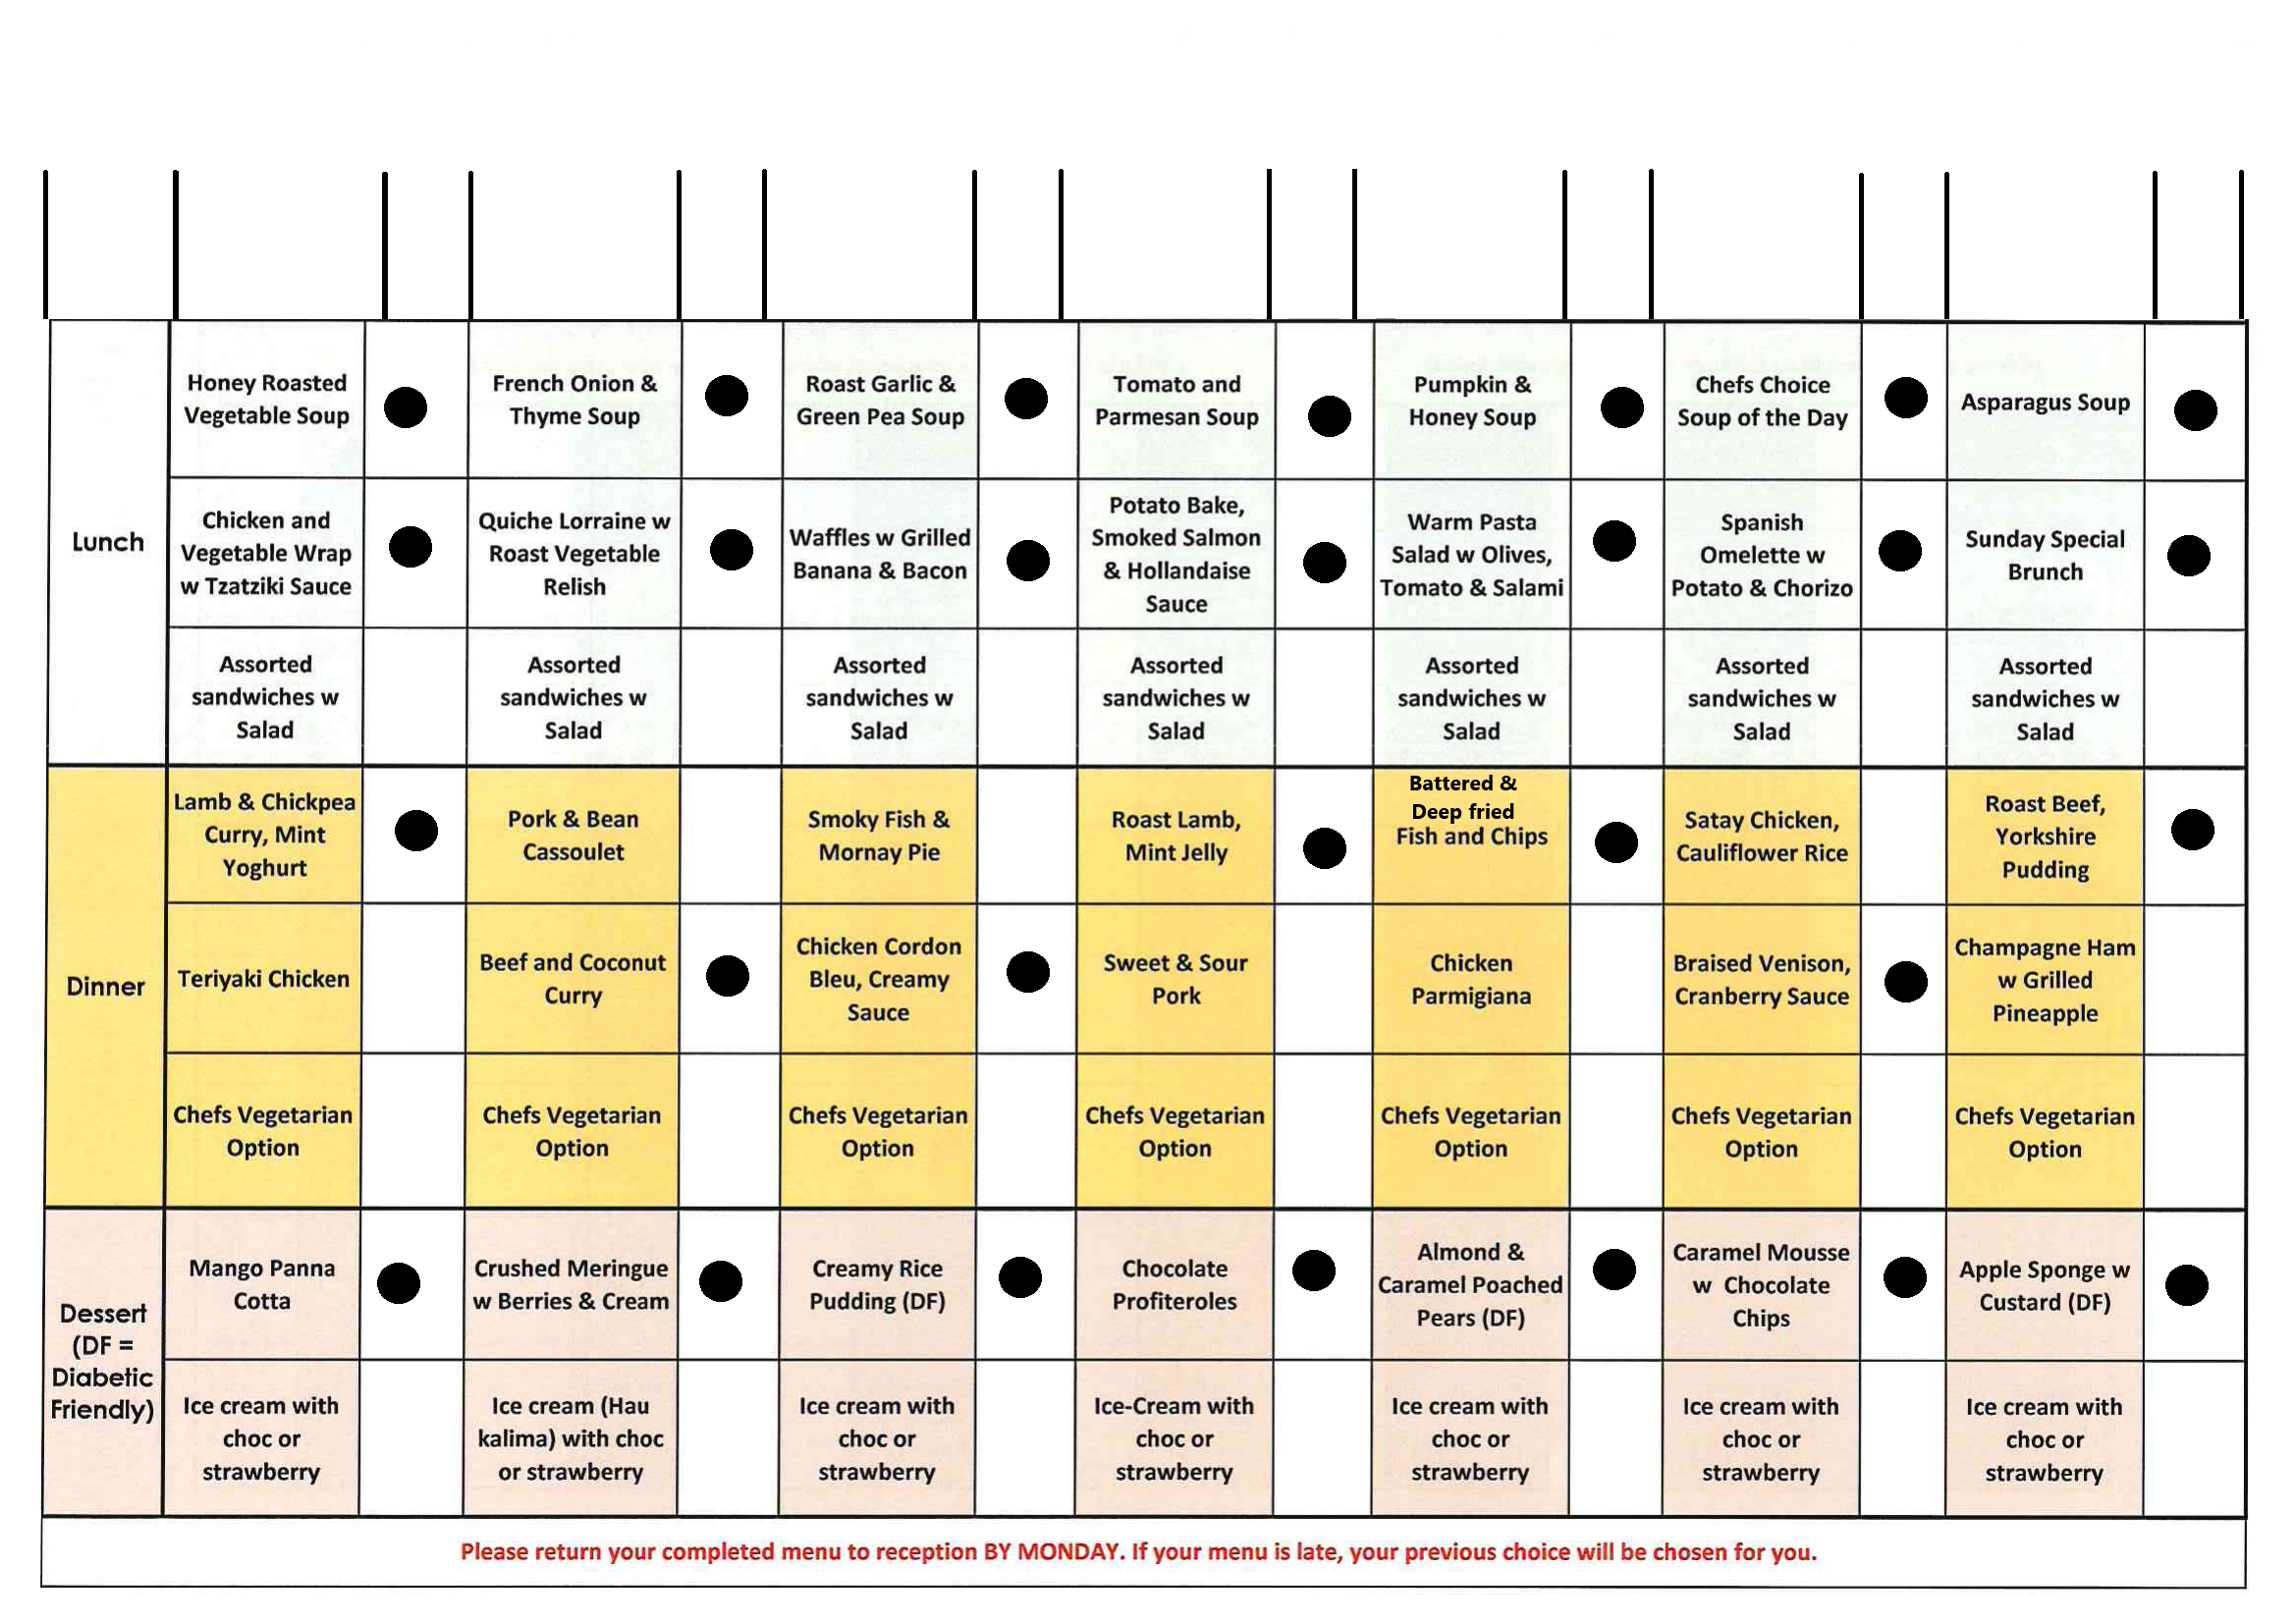 Lunch
Honey Roasted
Vegetable Soup
French Onion &
Thyme Soup
Roast Garlic &
Green Pea Soup
Tomato and
Parmesan Soup
Pumpkin &
Honey Soup
Chefs Choice
Soup of the Day
Asparagus Soup
Chicken and
Vegetable Wrap
w Tzatziki Sauce
Quiche Lorraine w
Roast Vegetable
Relish
Waffles w Grilled
Banana & Bacon
Potato Bake,
Smoked Salmon
& Hollandaise
Sauce
Warm Pasta
Salad w Olives,
Tomato & Salami
Spanish
Omelette w
Potato & Chorizo
Sunday Special
Brunch
Assorted
sandwiches w
Salad
Assorted
sandwiches w
Salad
Assorted
sandwiches w
Salad
Assorted
sandwiches w
Salad
Assorted
sandwiches w
Salad
Assorted
sandwiches w
Salad
Assorted
sandwiches w
Salad
Dinner
Lamb & Chickpea
Curry, Mint
Yoghurt
Pork & Bean
Cassoulet
Smoky Fish &
Mornay Pie
Roast Lamb,
Mint Jelly
Battered &
Deep fried
Fish and Chips
Satay Chicken,
Cauliflower Rice
Roast Beef,
Yorkshire
Pudding
Teriyaki Chicken
Beef and Coconut
Curry
Chicken Cordon
Bleu, Creamy
Sauce
Sweet & Sour
Pork
Chicken
Parmigiana
Braised Venison,
Cranberry Sauce
Champagne Ham
w Grilled
Pineapple
Chefs Vegetarian
Option
Chefs Vegetarian
Option
Chefs Vegetarian
Option
Chefs Vegetarian
Option
Chefs Vegetarian
Option
Chefs Vegetarian
Option
Chefs Vegetarian
Option
Dessert
(DF =
Diabetic
Friendly)
Mango Panna
Cotta
Crushed Meringue
w Berries & Cream
Creamy Rice
Pudding (DF)
Chocolate
Profiteroles
Almond &
Caramel Poached
Pears (DF)
Caramel Mousse
w Chocolate
Chips
Apple Sponge w
Custard (DF)
Ice cream with
choc or
strawberry
Ice cream (Hau
kalima) with choc
or strawberry
Ice cream with
choc or
strawberry
Ice-Cream with
choc or
strawberry
Ice cream with
choc or
strawberry
Ice cream with
choc or
strawberry
Ice cream with
choc or
strawberry
Please return your completed menu to reception BY MONDAY. If your menu is late, your previous choice will be chosen for you.